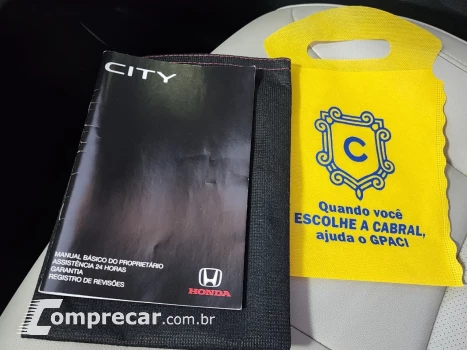 CITY
MANUAL BÁSICO DO PROPRIETÁRIO
ASSISTÊNCIA 24 HORAS
GARANTIA
REGISTRO DE REVISÕES
HONDA
C
Quando você
ESCOLHE A CABRAL,
ajuda o GPACI
Comprecar.com.br